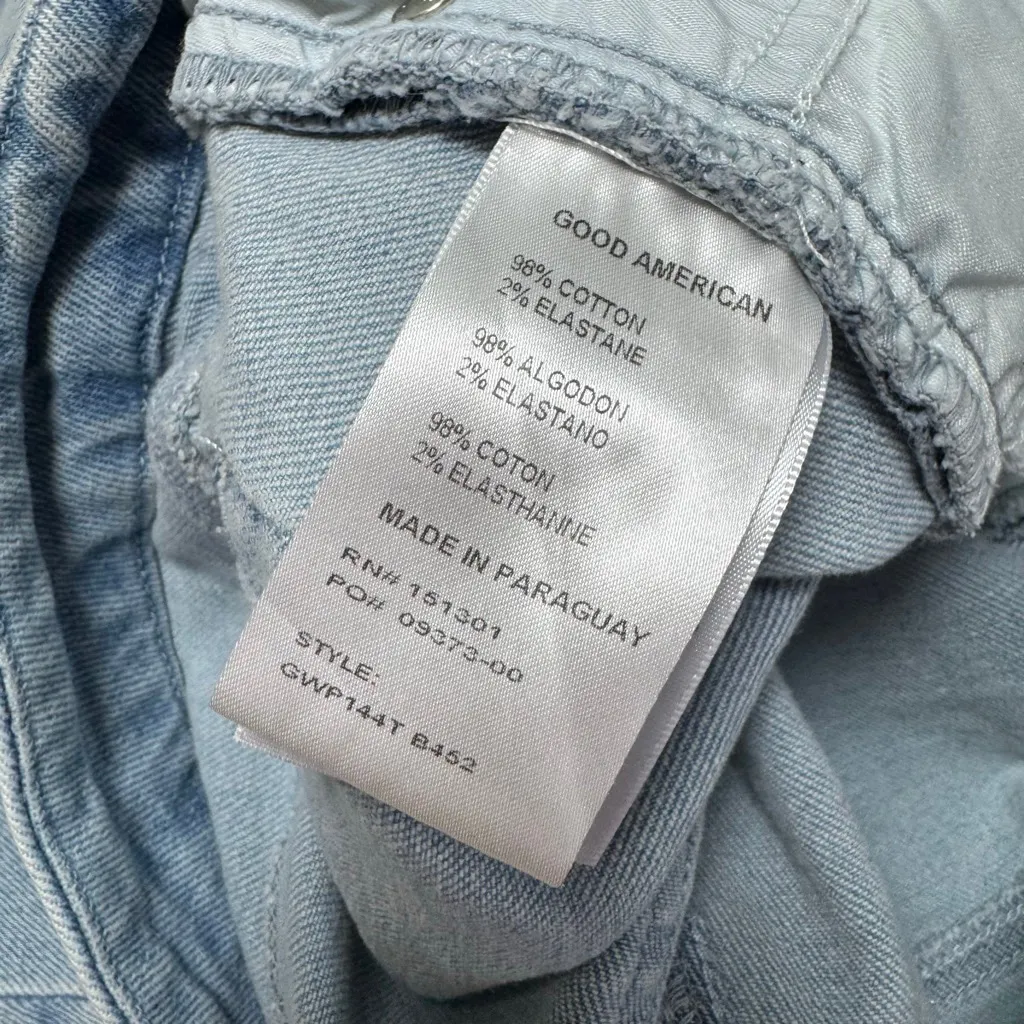 GOOD AMERICAN
98% COTTON
2% ELASTANE
98% ALGODON
2% ELASTANO
98% COTON
2% ELASTHANNE
MADE IN PARAGUAY
RN# 151301
PO# 09373-00
STYLE:
GWP144T B452